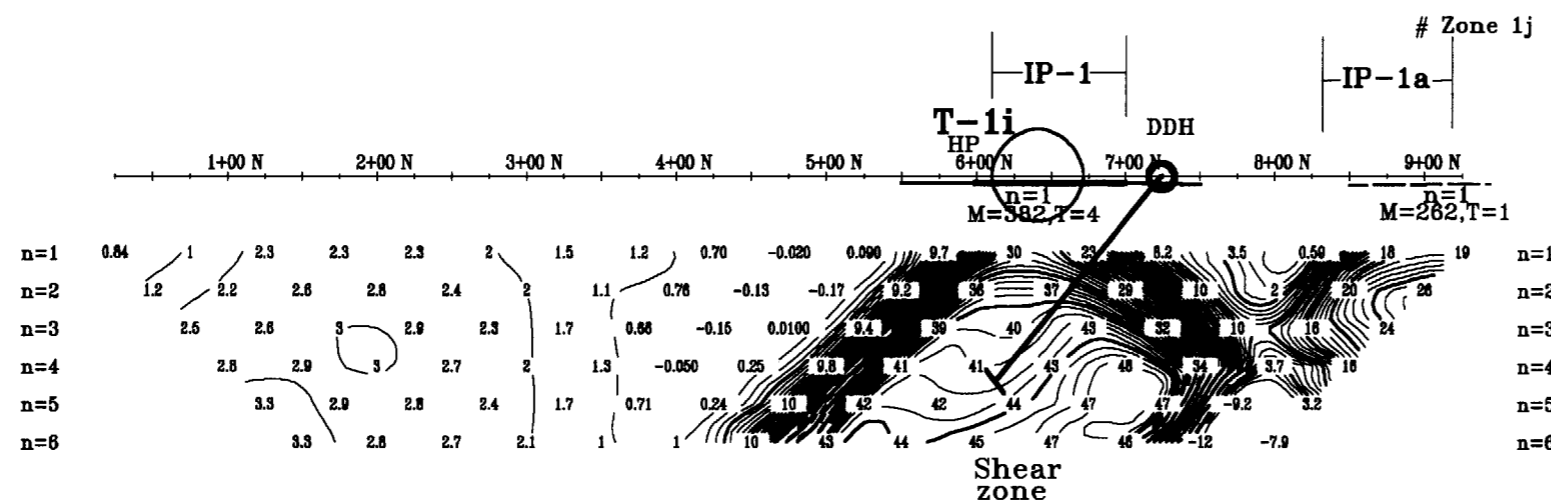 # Zone 1j
IP-1 IP-1a
T-1i
HP DDH
1+00 N 2+00 N 3+00 N 4+00 N 5+00 N 6+00 N 7+00 N 8+00 N 9+00 N
n=1 n=1
M=382,T=4 M=262,T=1
n=1 0.84 1 2.3 2.3 2.3 2 1.5 1.2 0.70 -0.020 0.090 9.7 30 23 8.2 3.5 0.59 18 19 n=1
n=2 1.2 2.2 2.6 2.8 2.4 2 1.1 0.76 -0.13 -0.17 9.2 36 37 29 10 2 20 26 n=2
n=3 2.5 2.6 3 2.9 2.3 1.7 0.66 -0.15 0.0100 9.4 39 40 43 32 10 16 24 n=3
n=4 2.8 2.9 3 2.7 2 1.3 -0.050 0.25 9.8 41 41 43 48 34 3.7 16 n=4
n=5 3.3 2.9 2.8 2.4 1.7 0.71 0.24 10 42 42 44 47 47 -9.2 3.2 n=5
n=6 3.3 2.8 2.7 2.1 1 1 10 43 44 45 47 46 -12 -7.9 n=6
Shear
zone